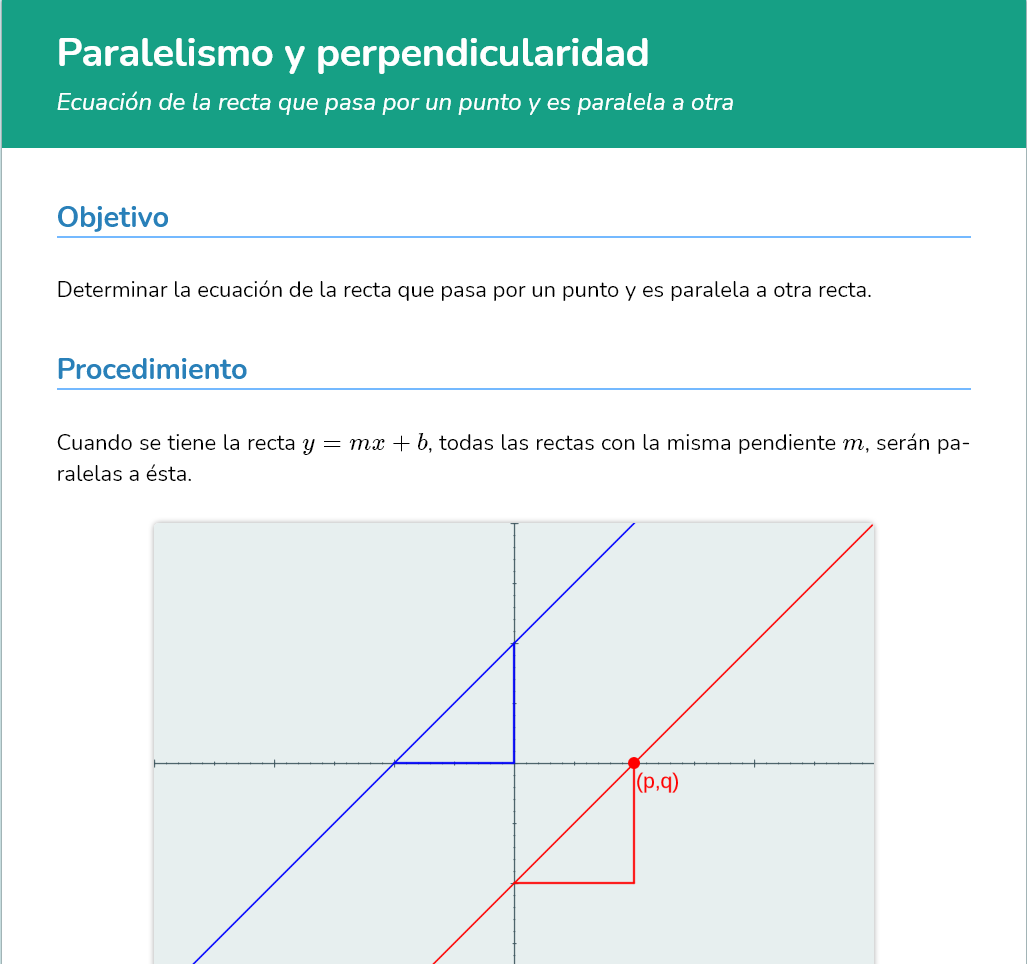 Paralelismo y perpendicularidad
Ecuación de la recta que pasa por un punto y es paralela a otra
Objetivo
Determinar la ecuación de la recta que pasa por un punto y es paralela a otra recta.
Procedimiento
Cuando se tiene la recta y = mx + b, todas las rectas con la misma pendiente m, serán pa-
ralelas a ésta.
(p,q)